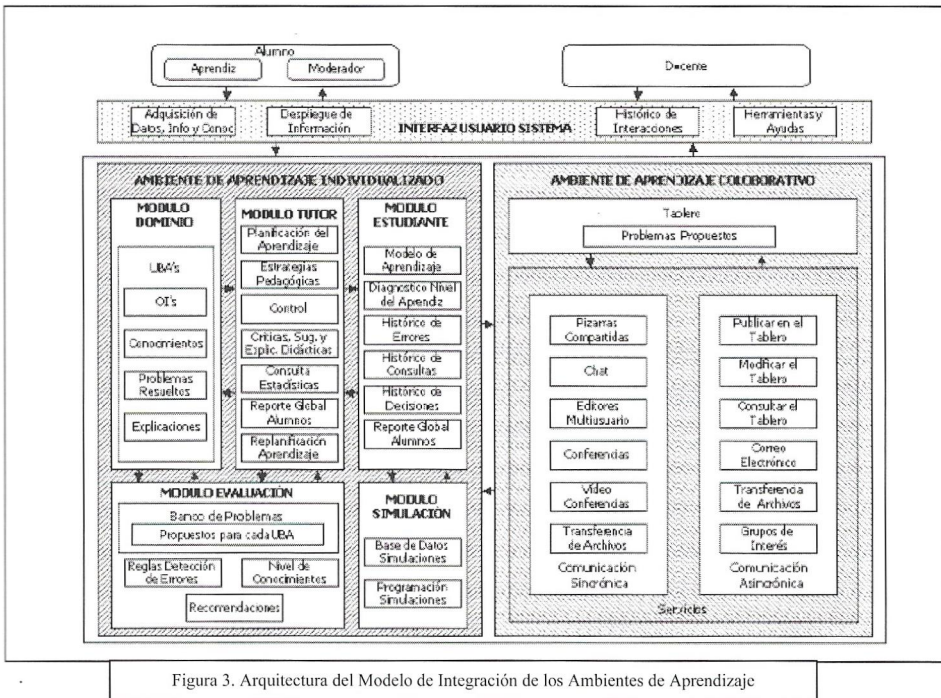 Alumno
Aprendiz
Moderador
Docente
Adquisición de
Datos, Info y Conoc
Despliegue de
Información
INTERFAZ USUARIO SISTEMA
Histórico de
Interacciones
Herramientas y
Ayudas
AMBIENTE DE APRENDIZAJE INDIVIDUALIZADO
MODULO
DOMINIO
UBA's
OI's
Conocimientos
Problemas
Resueltos
Explicaciones
MODULO TUTOR
Planificación del
Aprendizaje
Estrategias
Pedagógicas
Control
Críticas, Sug. y
Explic. Didácticas
Consulta
Estadísticas
Reporte Global
Alumnos
Replanificación
Aprendizaje
MODULO
ESTUDIANTE
Modelo de
Aprendizaje
Diagnostico Nivel
del Aprendiz
Histórico de
Errores
Histórico de
Consultas
Histórico de
Decisiones
Reporte Global
Alumnos
MODULO EVALUACIÓN
Banco de Problemas
Propuestos para cada UBA
Reglas Detección
de Errores
Nivel de
Conocimientos
Recomendaciones
MODULO
SIMULACIÓN
Base de Datos
Simulaciones
Programación
Simulaciones
AMBIENTE DE APRENDIZAJE COLOBORATIVO
Tablero
Problemas Propuestos
Pizarras
Compartidas
Chat
Editores
Multiusuario
Conferencias
Vídeo
Conferencias
Transferencia
de Archivos
Comunicación
Sincrónica
Publicar en el
Tablero
Modificar el
Tablero
Consultar el
Tablero
Correo
Electrónico
Transferencia
de Archivos
Grupos de
Interés
Comunicación
Asincrónica
Servicios
Figura 3. Arquitectura del Modelo de Integración de los Ambientes de Aprendizaje